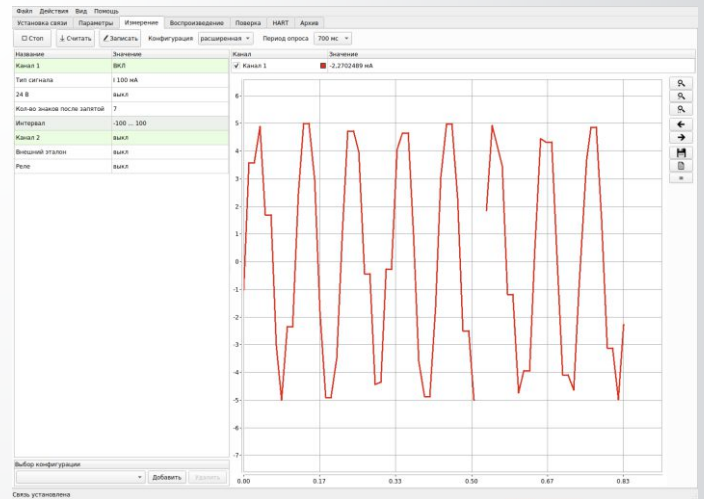 Файл Действия Вид Помощь
Установка связи Параметры Измерение Воспроизведение Поверка HART Архив
Стоп Считать Записать Конфигурация расширенная Период опроса 700 мс
Название Значение
Канал 1 ВКЛ
Тип сигнала I 100 мА
24 В выкл
Кол-во знаков после запятой 7
Интервал -100 ... 100
Канал 2 выкл
Внешний эталон выкл
Реле выкл
Канал Значение
Канал 1 -2,2702489 мА
6
5
4
3
2
1
0
-1
-2
-3
-4
-5
-6
-7
0.00 0.17 0.33 0.50 0.67 0.83
Выбор конфигурации
Добавить Удалить
Связь установлена